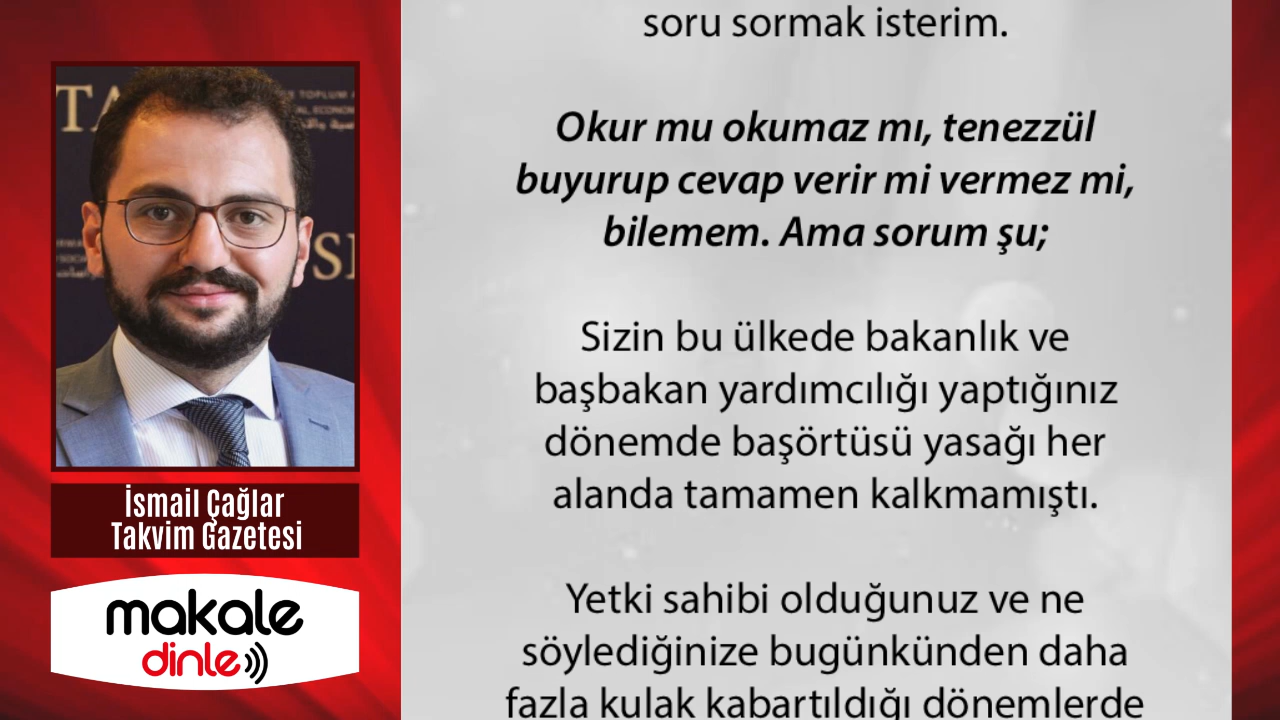 soru sormak isterim.
Okur mu okumaz mı, tenezzül
buyurup cevap verir mi vermez mi,
bilemem. Ama sorum şu;
Sizin bu ülkede bakanlık ve
başbakan yardımcılığı yaptığınız
dönemde başörtüsü yasağı her
alanda tamamen kalkmamıştı.
Yetki sahibi olduğunuz ve ne
söylediğinize bugünkünden daha
fazla kulak kabartıldığı dönemlerde
İsmail Çağlar
Takvim Gazetesi
makale
dinle